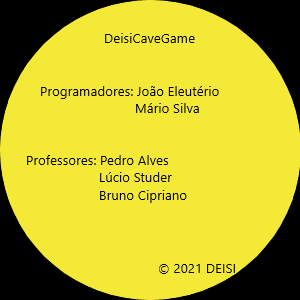 DeisiCaveGame
Programadores: João Eleutério
Mário Silva
Professores: Pedro Alves
Lúcio Studer
Bruno Cipriano
© 2021 DEISI